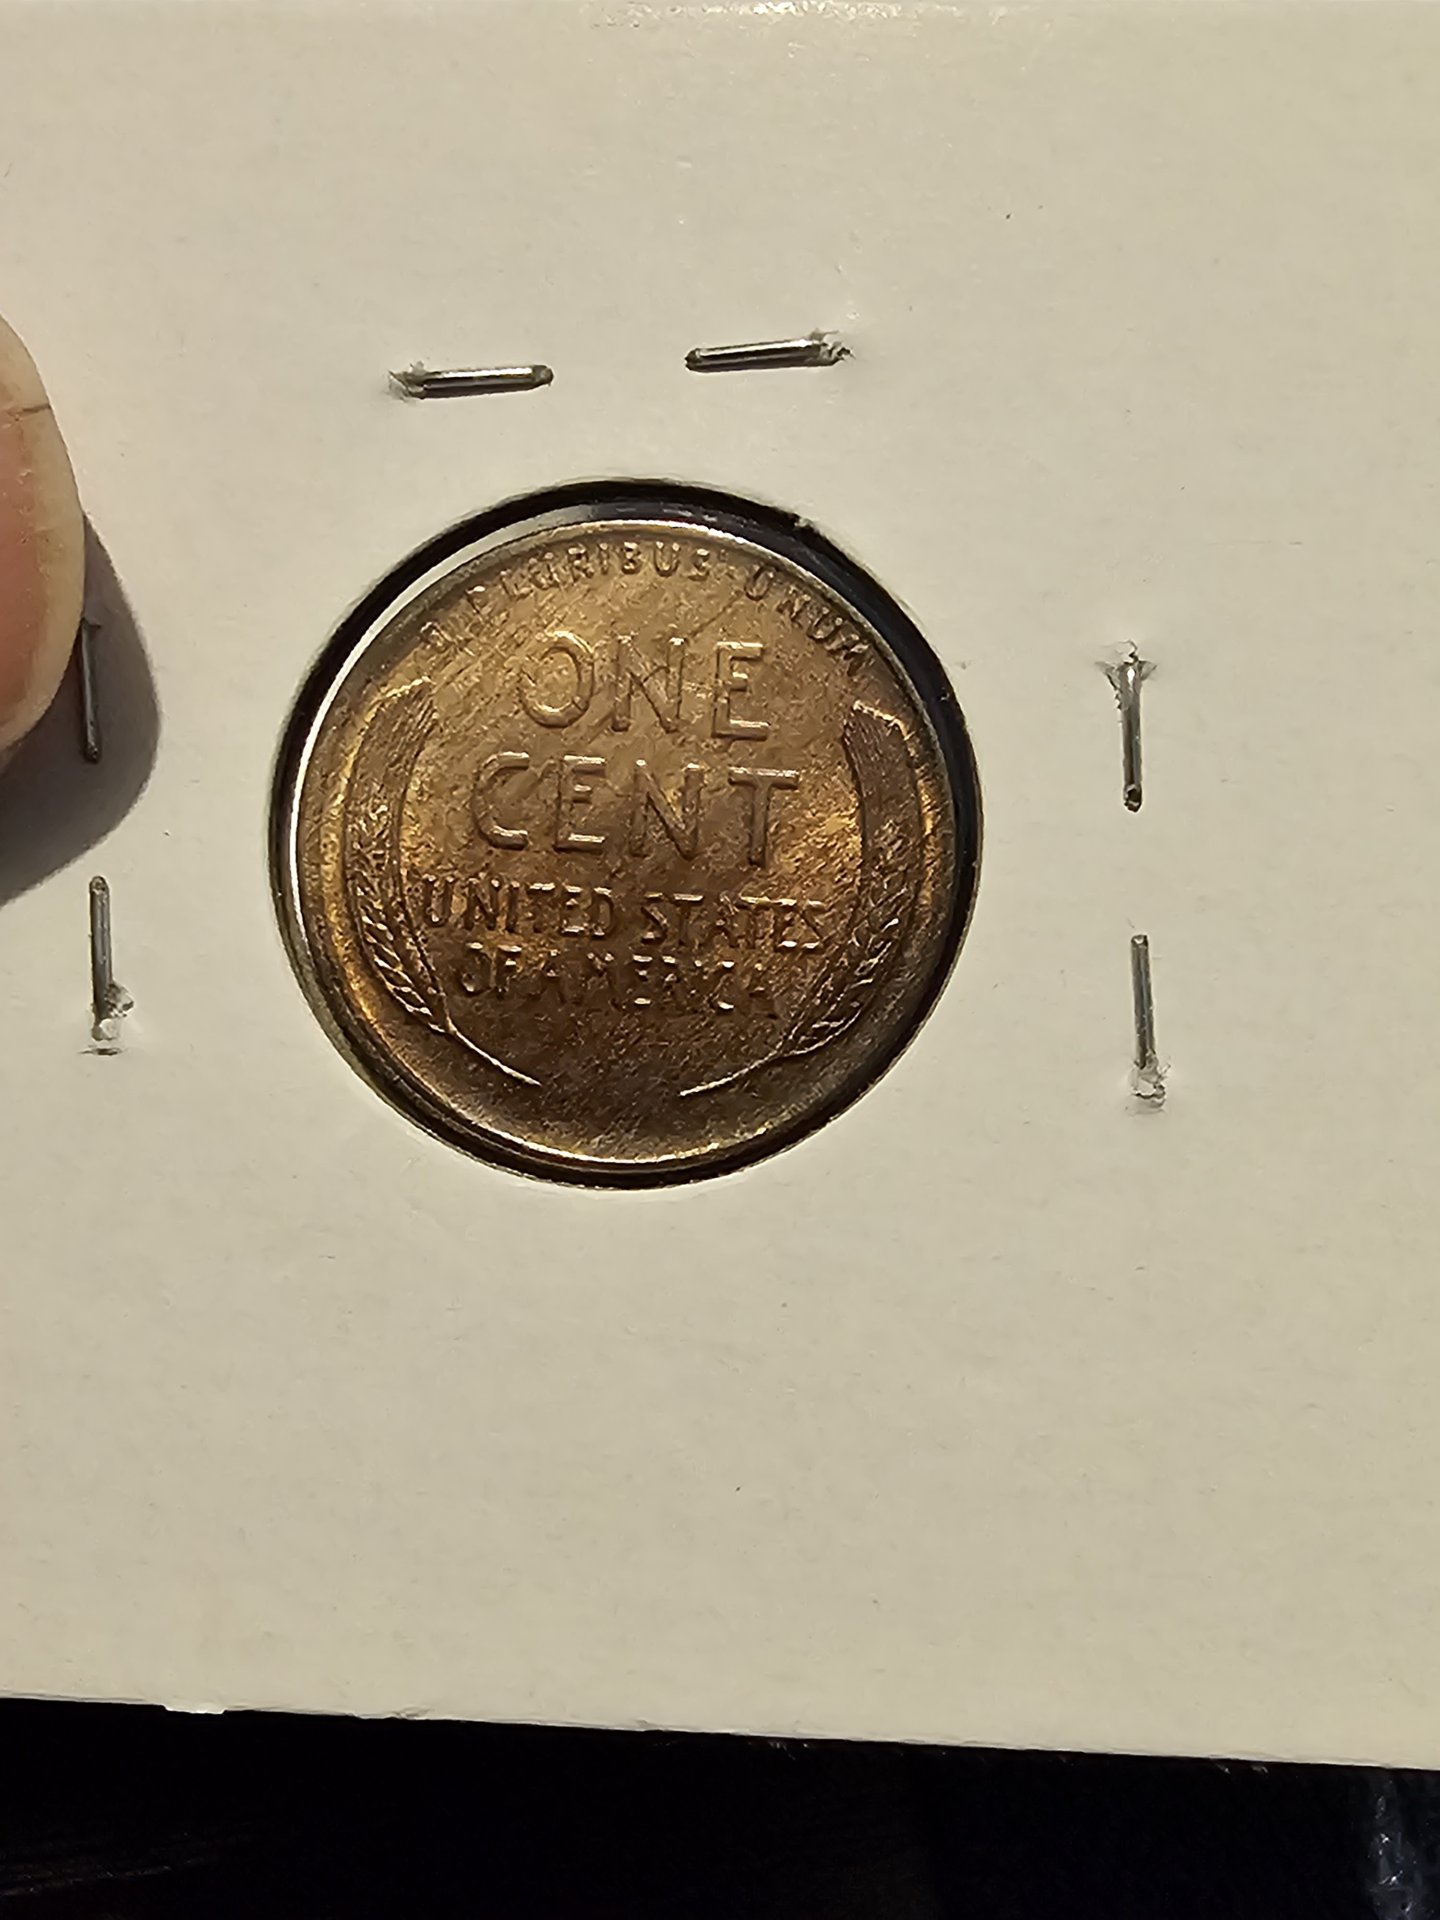 E PLURIBUS UNUM
ONE
CENT
UNITED STATES
OF AMERICA